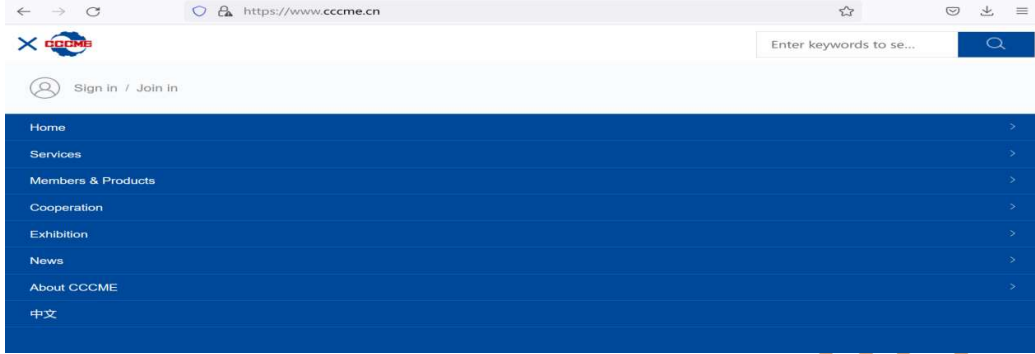 https://www.cccme.cn
CCCME
Enter keywords to se...
Sign in / Join in
Home
Services
Members & Products
Cooperation
Exhibition
News
About CCCME
中文